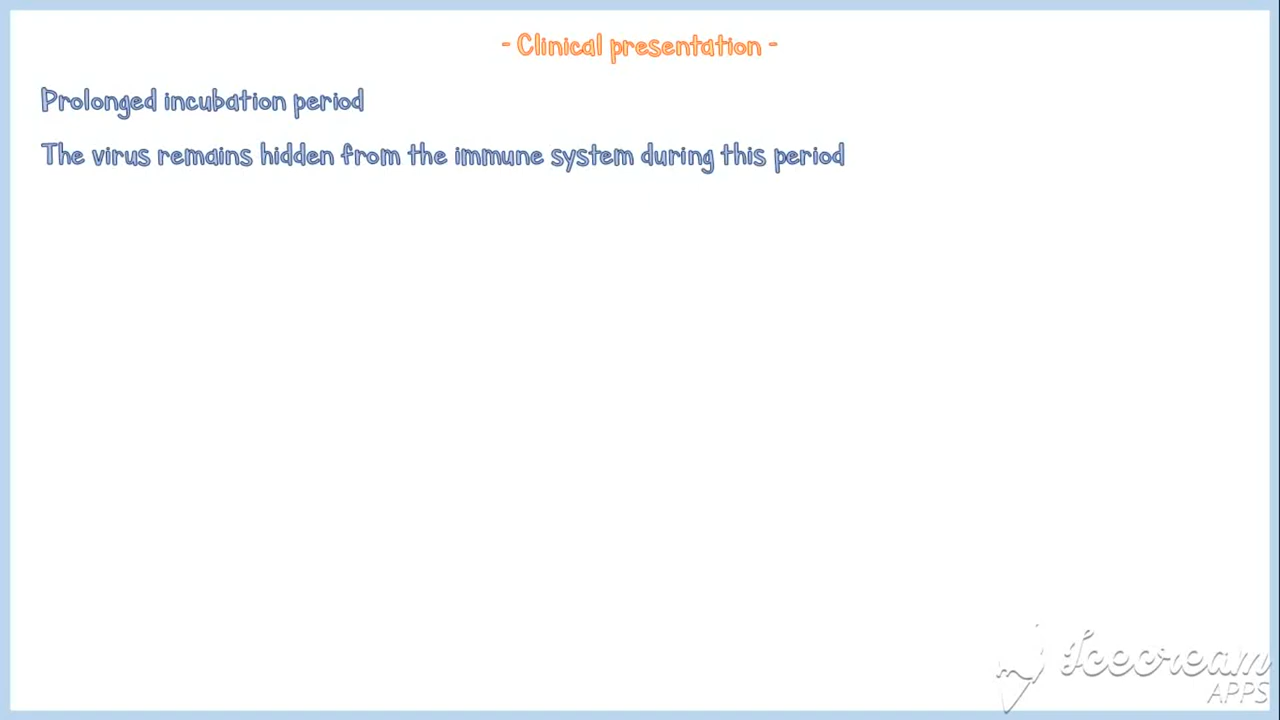 - Clinical presentation -
Prolonged incubation period
The virus remains hidden from the immune system during this period
Icecream
APPS